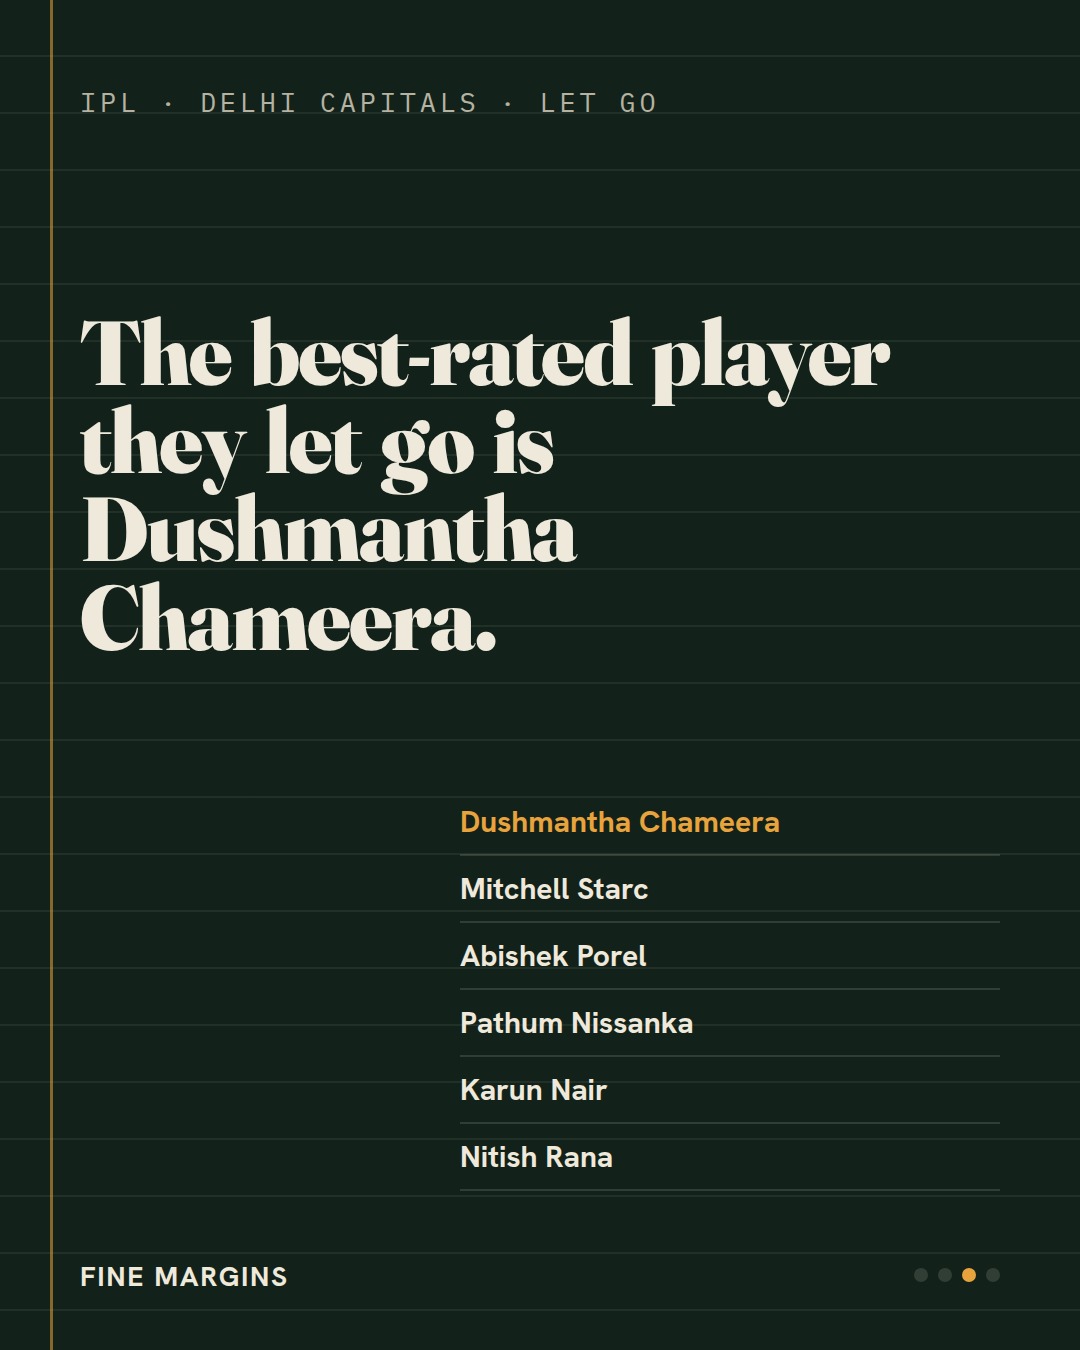 IPL · DELHI CAPITALS · LET GO
The best-rated player
they let go is
Dushmantha
Chameera.
Dushmantha Chameera
Mitchell Starc
Abishek Porel
Pathum Nissanka
Karun Nair
Nitish Rana
FINE MARGINS